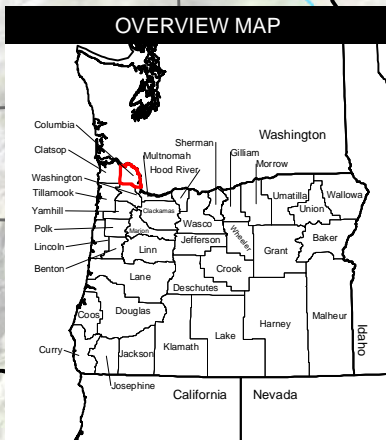 OVERVIEW MAP
Columbia
Clatsop
Washington
Tillamook
Yamhill
Polk
Lincoln
Benton
Multnomah
Hood River
Sherman
Gilliam
Morrow
Washington
Umatilla
Wallowa
Union
Clackamas
Marion
Wasco
Wheeler
Baker
Linn
Jefferson
Grant
Crook
Lane
Deschutes
Coos
Douglas
Malheur
Idaho
Harney
Lake
Klamath
Curry
Jackson
Josephine
California
Nevada